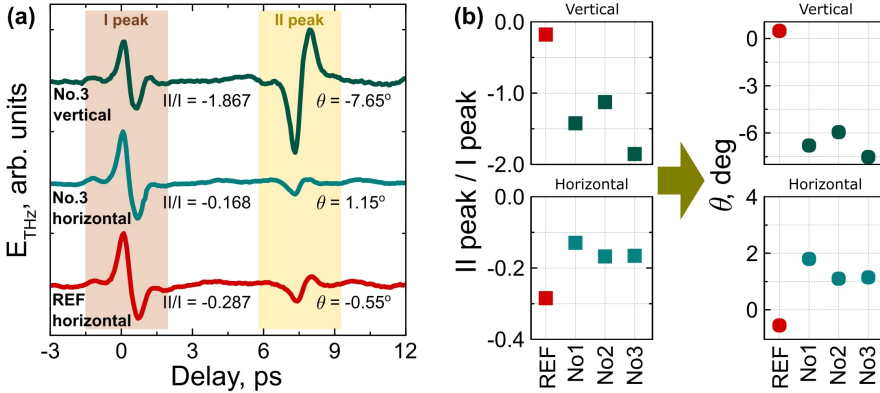 (a)
I peak
II peak
No.3
vertical
II/I = -1.867
θ = -7.65°
No.3
horizontal
II/I = -0.168
θ = 1.15°
REF
horizontal
II/I = -0.287
θ = -0.55°
E_THz, arb. units
-3 0 3 6 9 12
Delay, ps
(b)
Vertical
0.0
-1.0
-2.0
Horizontal
0.0
-0.2
-0.4
II peak / I peak
REF No1 No2 No3
Vertical
0
-3
-6
Horizontal
4
2
0
θ, deg
REF No1 No2 No3